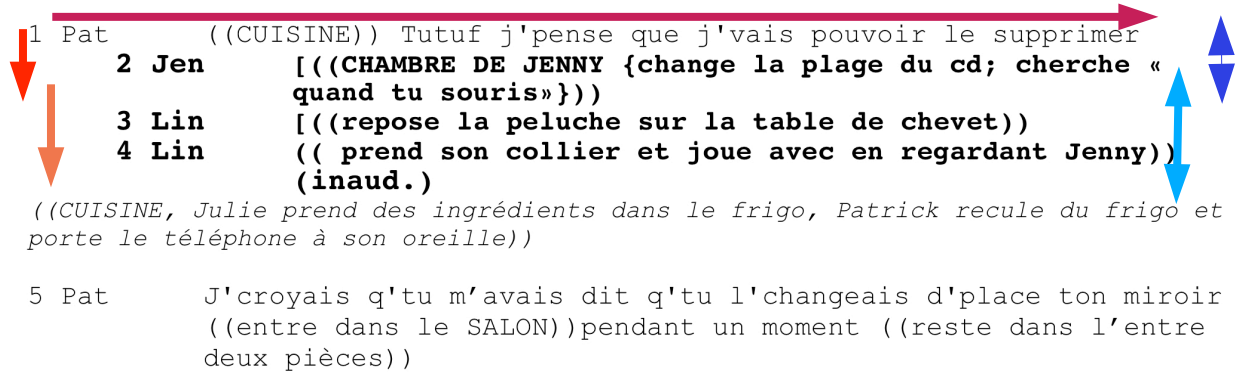 1 Pat ((CUISINE)) Tutuf j'pense que j'vais pouvoir le supprimer
2 Jen [((CHAMBRE DE JENNY {change la plage du cd; cherche «
quand tu souris»}))
3 Lin [((repose la peluche sur la table de chevet))
4 Lin (( prend son collier et joue avec en regardant Jenny))
(inaud.)
((CUISINE, Julie prend des ingrédients dans le frigo, Patrick recule du frigo et
porte le téléphone à son oreille))
5 Pat J'croyais q'tu m’avais dit q'tu l'changeais d'place ton miroir
((entre dans le SALON))pendant un moment ((reste dans l’entre
deux pièces))